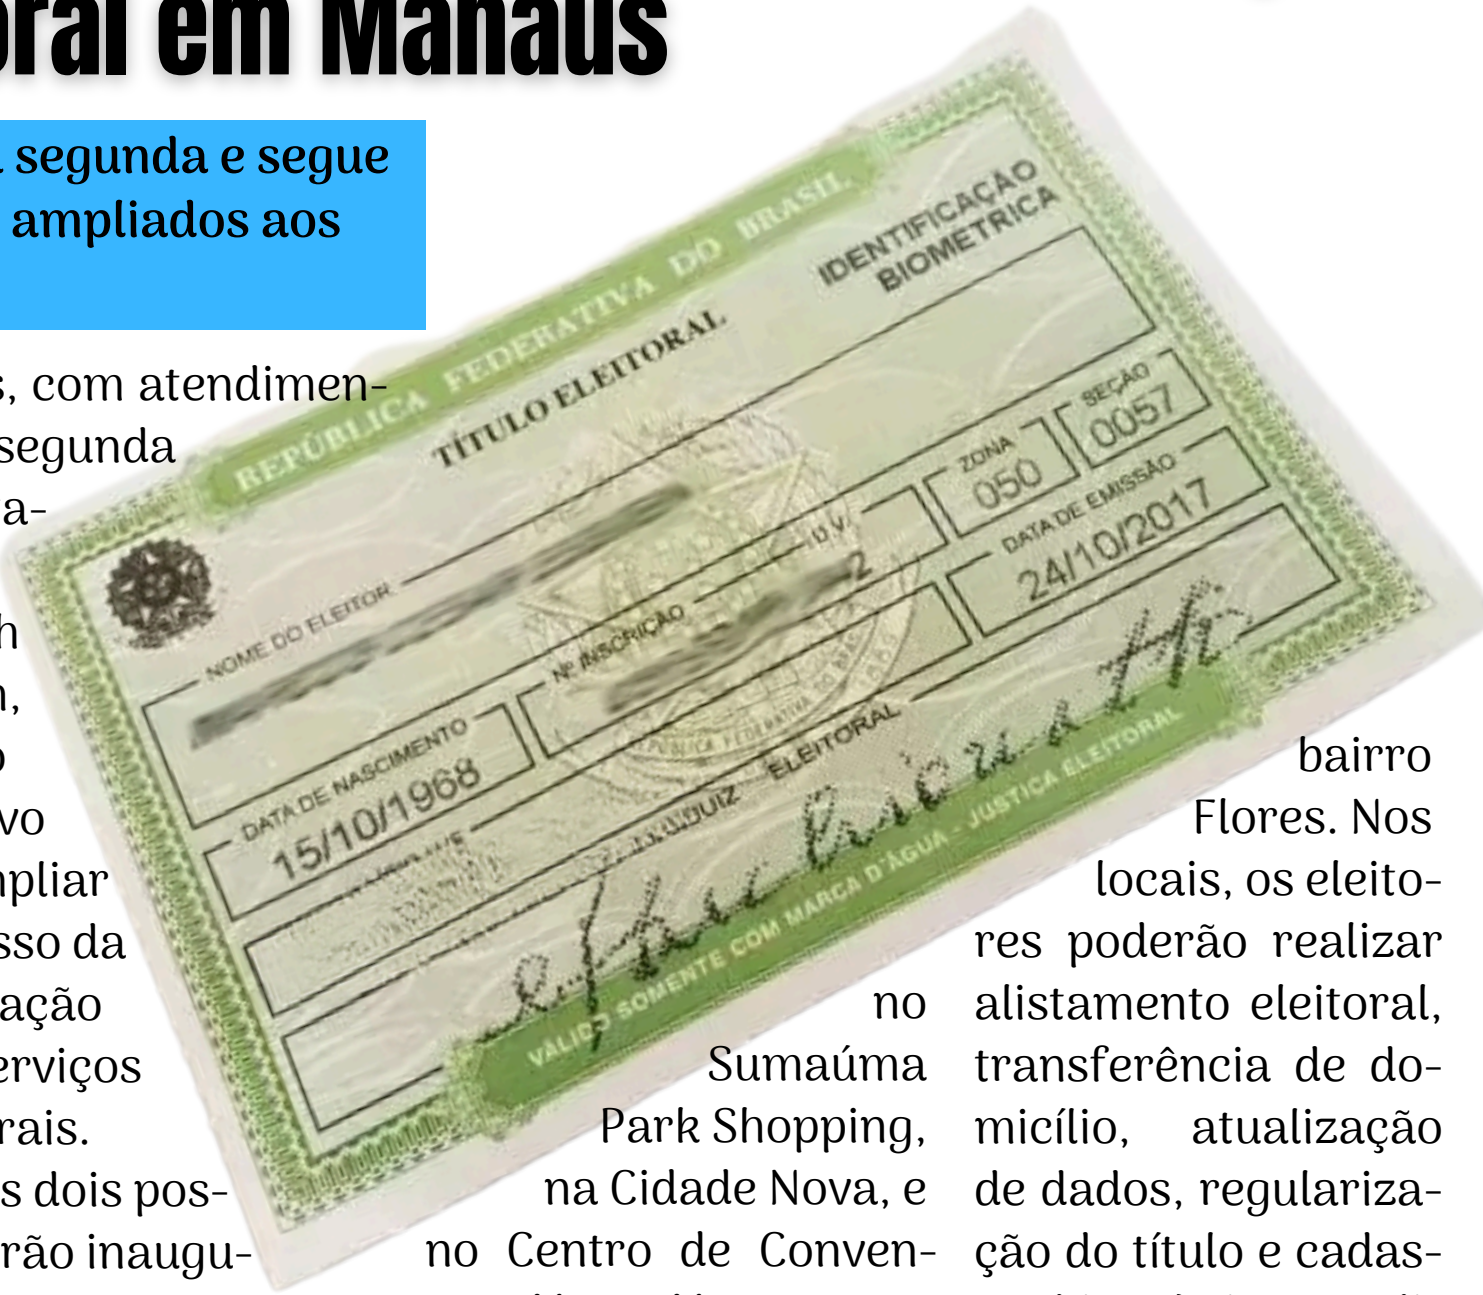 oral em Manaus
segunda e segue
ampliados aos
s, com atendimen-
segunda
a-
h
,
o
vo
mpliar
sso da
ação
erviços
rais.
s dois pos-
rão inaugu-
REPÚBLICA FEDERATIVA DO BRASIL
TÍTULO ELEITORAL
IDENTIFICAÇÃO
BIOMETRICA
NOME DO ELEITOR
DATA DE NASCIMENTO
15/10/1968
Nº INSCRIÇÃO
D.V.
2
ZONA
050
SEÇÃO
0057
DATA DE EMISSÃO
24/10/2017
JUIZ ELEITORAL
VÁLIDO SOMENTE COM MARCA D'ÁGUA - JUSTIÇA ELEITORAL
no
Sumaúma
Park Shopping,
na Cidade Nova, e
no Centro de Conven-
bairro
Flores. Nos
locais, os eleito-
res poderão realizar
alistamento eleitoral,
transferência de do-
micílio, atualização
de dados, regulariza-
ção do título e cadas-